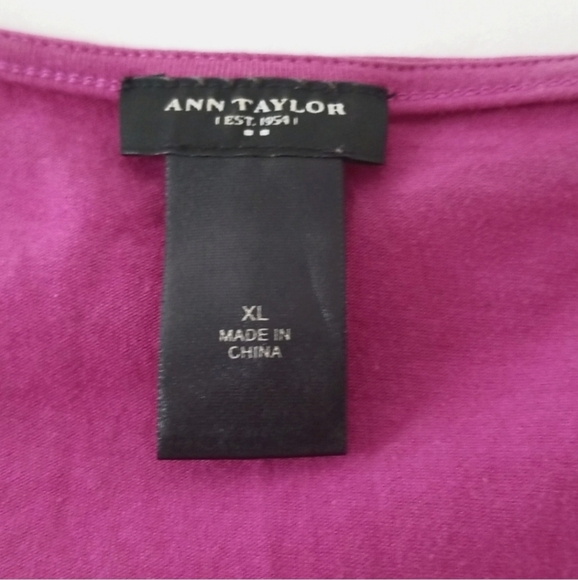 ANN TAYLOR
EST. 1954
XL
MADE IN
CHINA